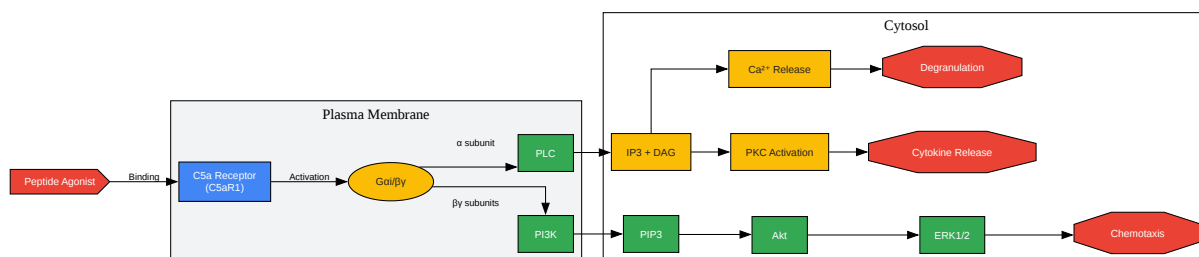 Cytosol
Ca²⁺ Release
Degranulation
Plasma Membrane
α subunit
PLC
IP3 + DAG
PKC Activation
Cytokine Release
Peptide Agonist
Binding
C5a Receptor
(C5aR1)
Activation
Gαi/βγ
βγ subunits
PI3K
PIP3
Akt
ERK1/2
Chemotaxis